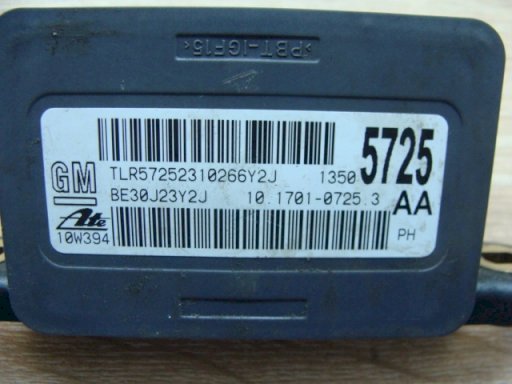 >PBT-IGF15<
GM
TLR57252310266Y2J 1350 5725
BE30J23Y2J 10.1701-0725.3 AA
Ate
10W394 PH